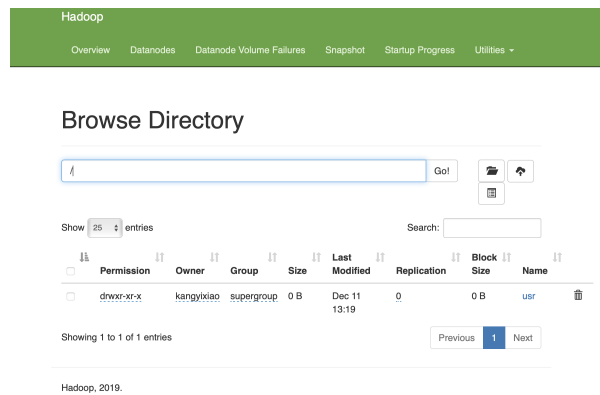 Hadoop
Overview Datanodes Datanode Volume Failures Snapshot Startup Progress Utilities
Browse Directory
/ Go!
Show 25 entries Search:
Permission Owner Group Size Last Modified Replication Block Size Name
drwxr-xr-x kangyixiao supergroup 0 B Dec 11 13:19 0 0 B usr
Showing 1 to 1 of 1 entries Previous 1 Next
Hadoop, 2019.